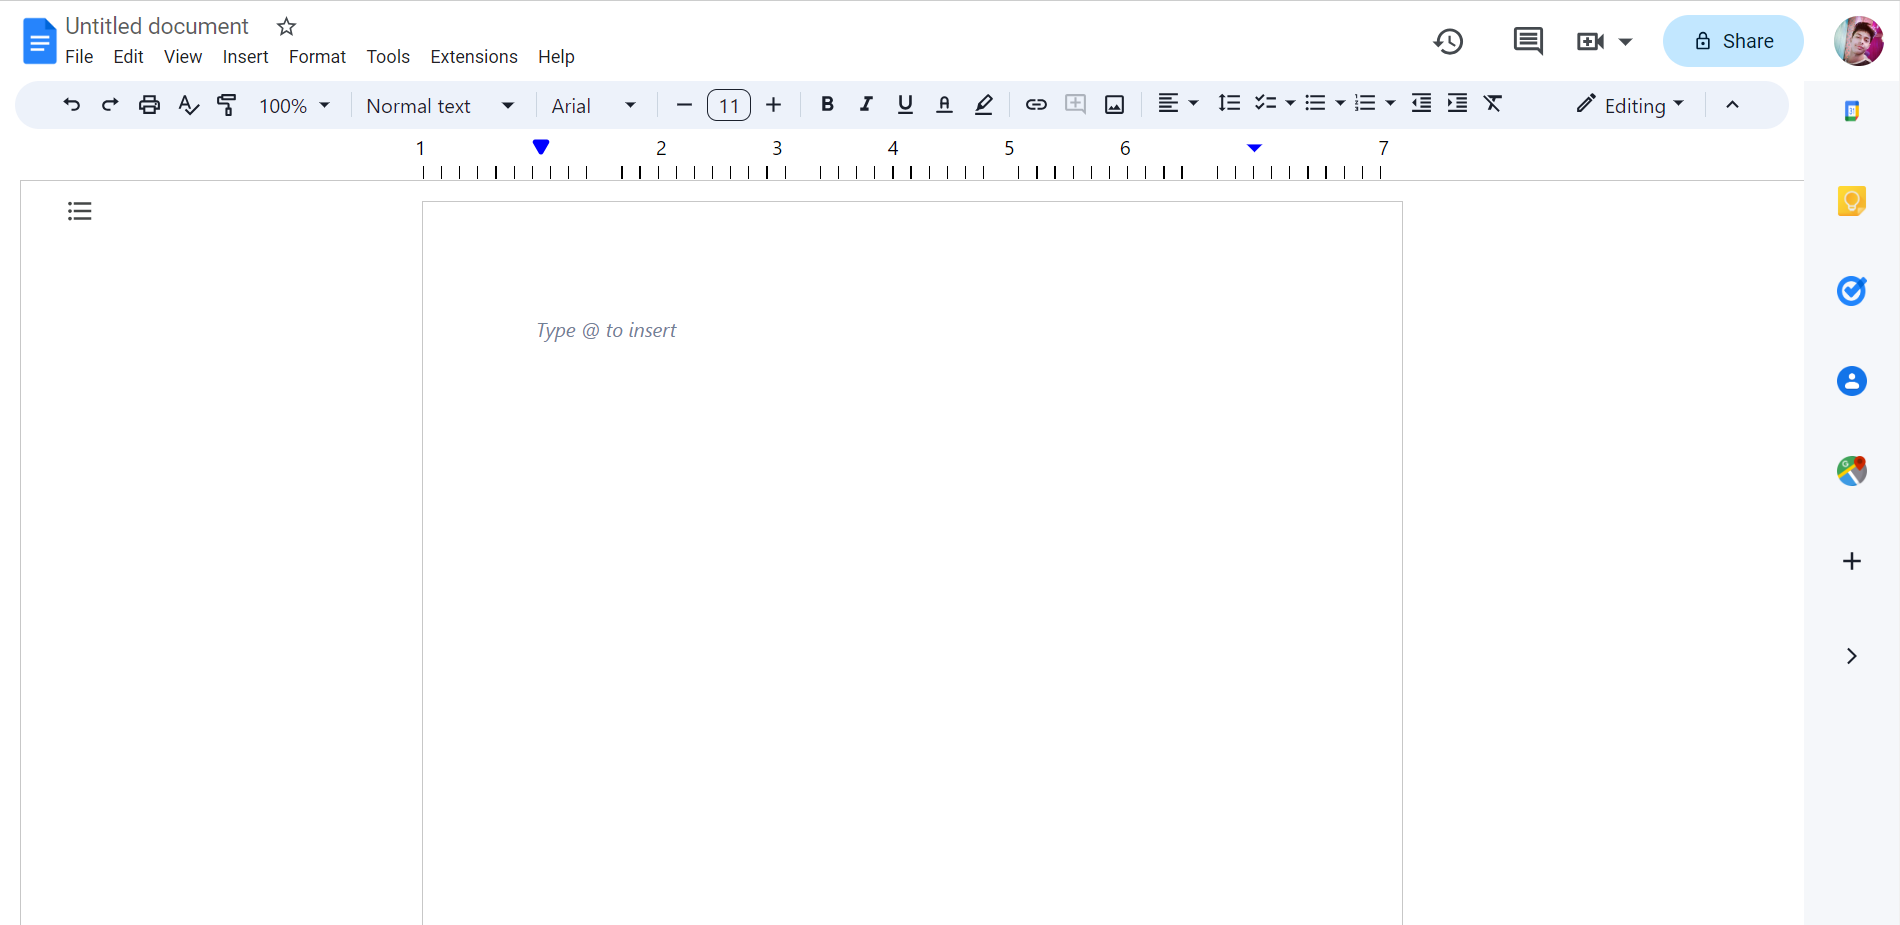 Untitled document
File Edit View Insert Format Tools Extensions Help
Share
100% Normal text Arial 11 Editing
1 2 3 4 5 6 7
Type @ to insert